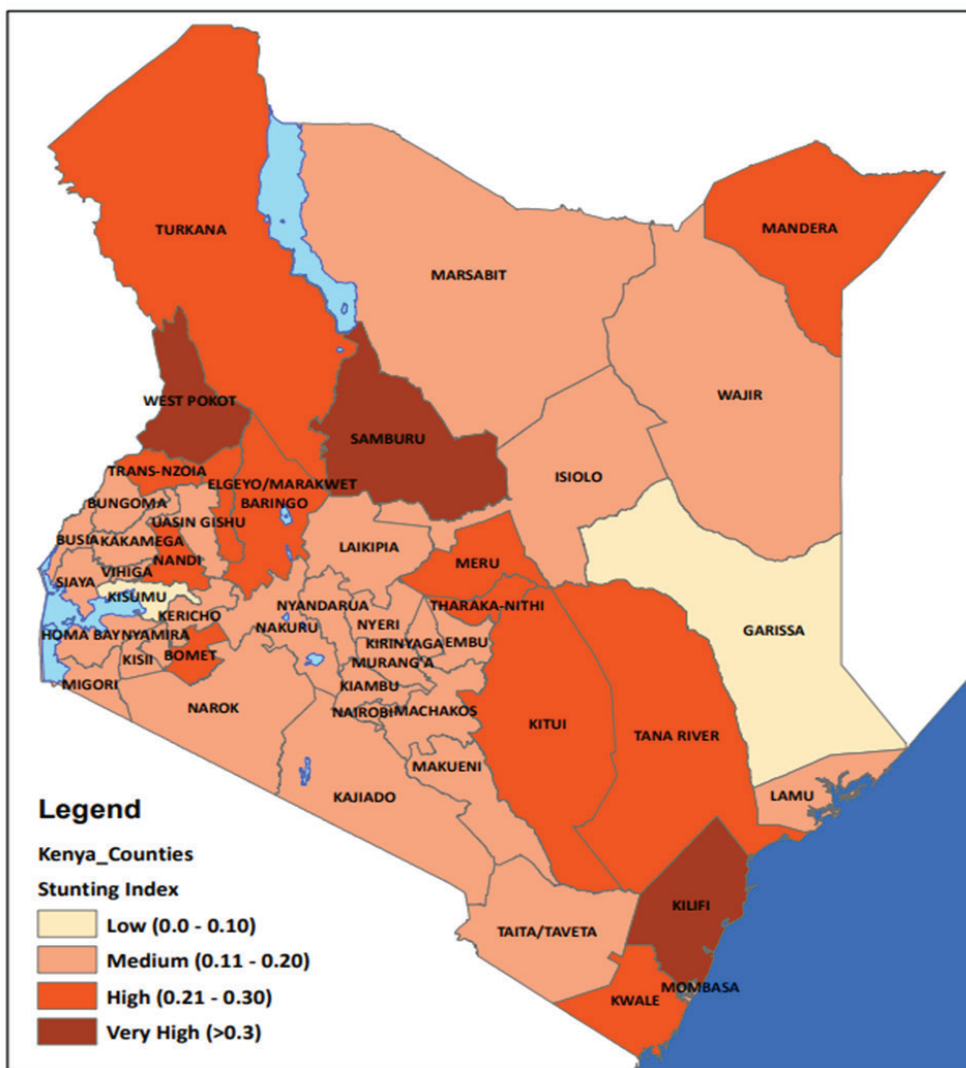 TURKANA
MANDERA
MARSABIT
WAJIR
WEST POKOT
SAMBURU
TRANS-NZOIA
ELGEYO/MARAKWET
ISIOLO
BUNGOMA
BARINGO
UASIN GISHU
BUSIA
KAKAMEGA
LAIKIPIA
NANDI
MERU
SIAYA
VIHIGA
KISUMU
NYANDARUA
THARAKA-NITHI
KERICHO
NYERI
GARISSA
HOMA BAY
NYAMIRA
NAKURU
KIRINYAGA
EMBU
KISII
BOMET
MURANG'A
MIGORI
KIAMBU
NAROK
NAIROBI
MACHAKOS
KITUI
TANA RIVER
MAKUENI
KAJIADO
LAMU
KILIFI
TAITA/TAVETA
MOMBASA
KWALE
Legend
Kenya_Counties
Stunting Index
Low (0.0 - 0.10)
Medium (0.11 - 0.20)
High (0.21 - 0.30)
Very High (>0.3)